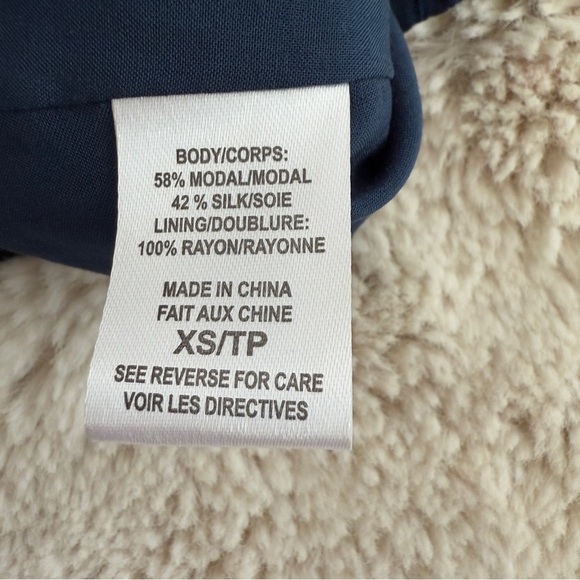 BODY/CORPS:
58% MODAL/MODAL
42 % SILK/SOIE
LINING/DOUBLURE:
100% RAYON/RAYONNE
MADE IN CHINA
FAIT AUX CHINE
XS/TP
SEE REVERSE FOR CARE
VOIR LES DIRECTIVES